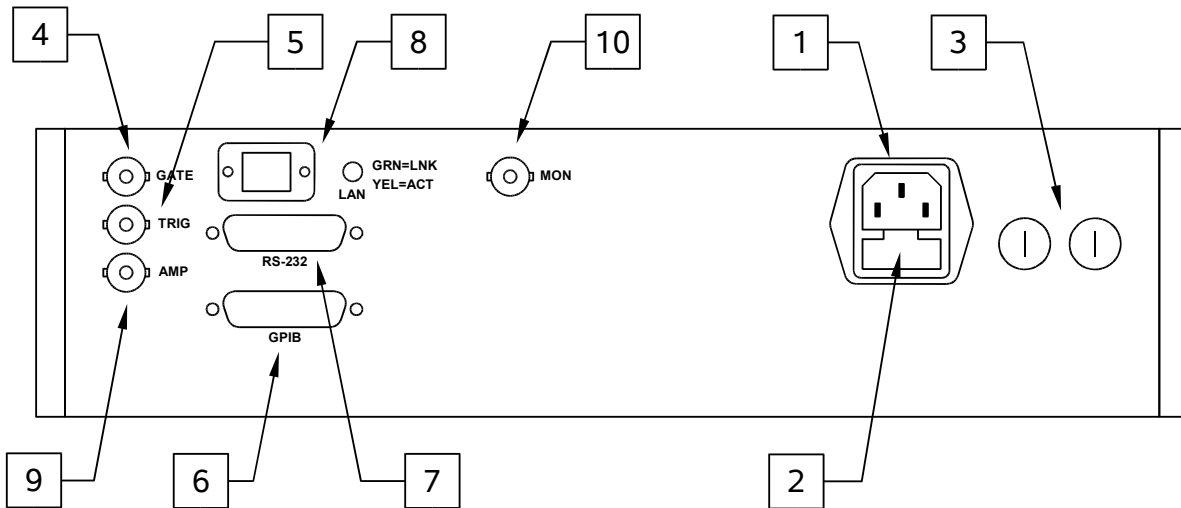 4
5
8
10
1
3
GATE
GRN=LNK
YEL=ACT
LAN
MON
TRIG
RS-232
AMP
GPIB
9
6
7
2